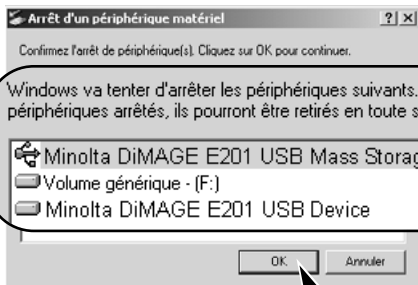 Arrêt d'un périphérique matériel
Confirmez l'arrêt de périphérique(s). Cliquez sur OK pour continuer.
Windows va tenter d'arrêter les périphériques suivants.
périphériques arrêtés, ils pourront être retirés en toute s
Minolta DiMAGE E201 USB Mass Storag
Volume générique - (F:)
Minolta DiMAGE E201 USB Device
OK
Annuler